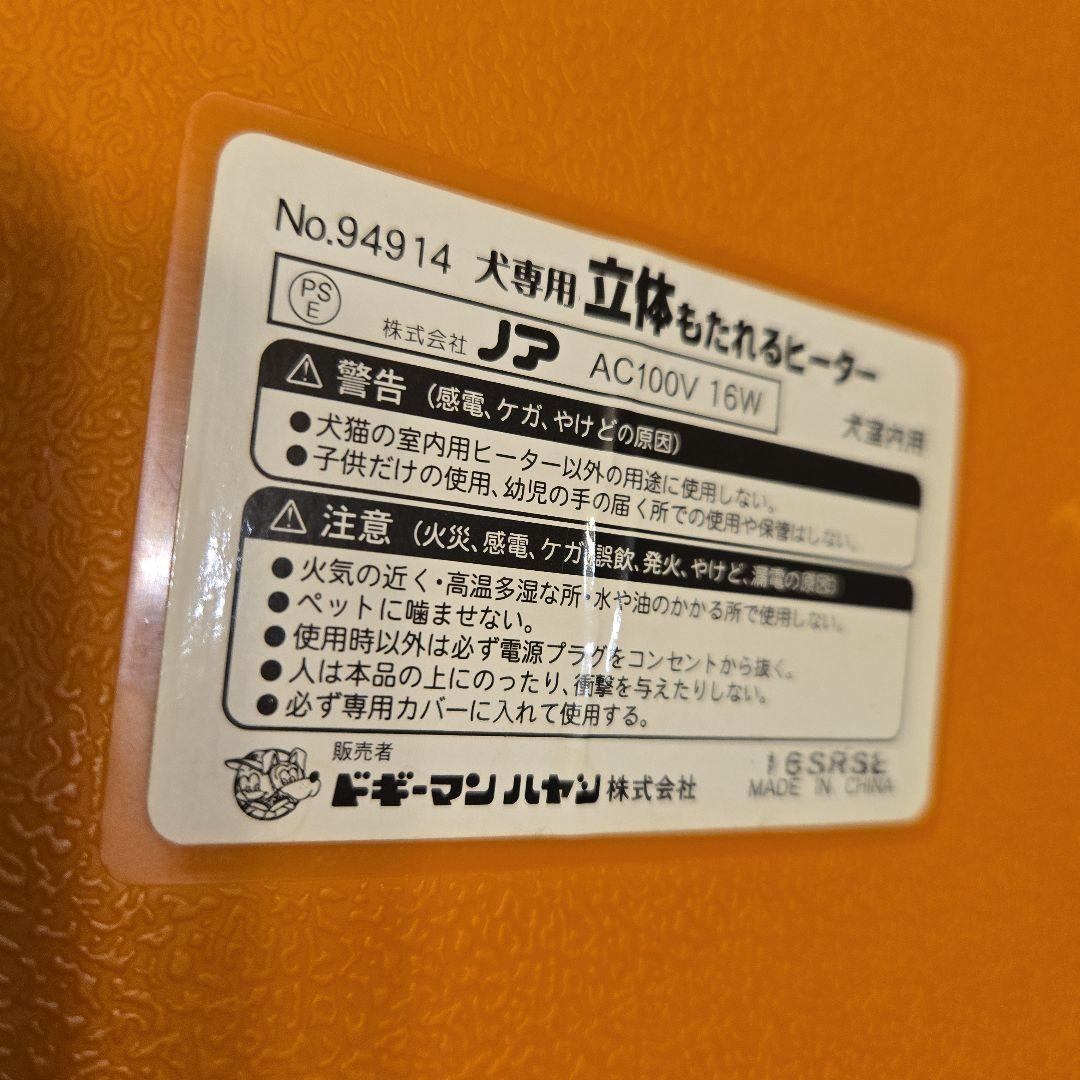 No.94914 犬専用 立体もたれるヒーター
PS
E
株式会社 ノア AC100V 16W
犬室内用
警告 (感電、ケガ、やけどの原因)
●犬猫の室内用ヒーター以外の用途に使用しない。
●子供だけの使用、幼児の手の届く所での使用や保管はしない。
注意 (火災、感電、ケガ、誤飲、発火、やけど、漏電の原因)
●火気の近く・高温多湿な所・水や油のかかる所で使用しない。
●ペットに噛ませない。
●使用時以外は必ず電源プラグをコンセントから抜く。
●人は本品の上にのったり、衝撃を与えたりしない。
●必ず専用カバーに入れて使用する。
販売者
ドギーマンハヤシ株式会社
16SRSE
MADE IN CHINA